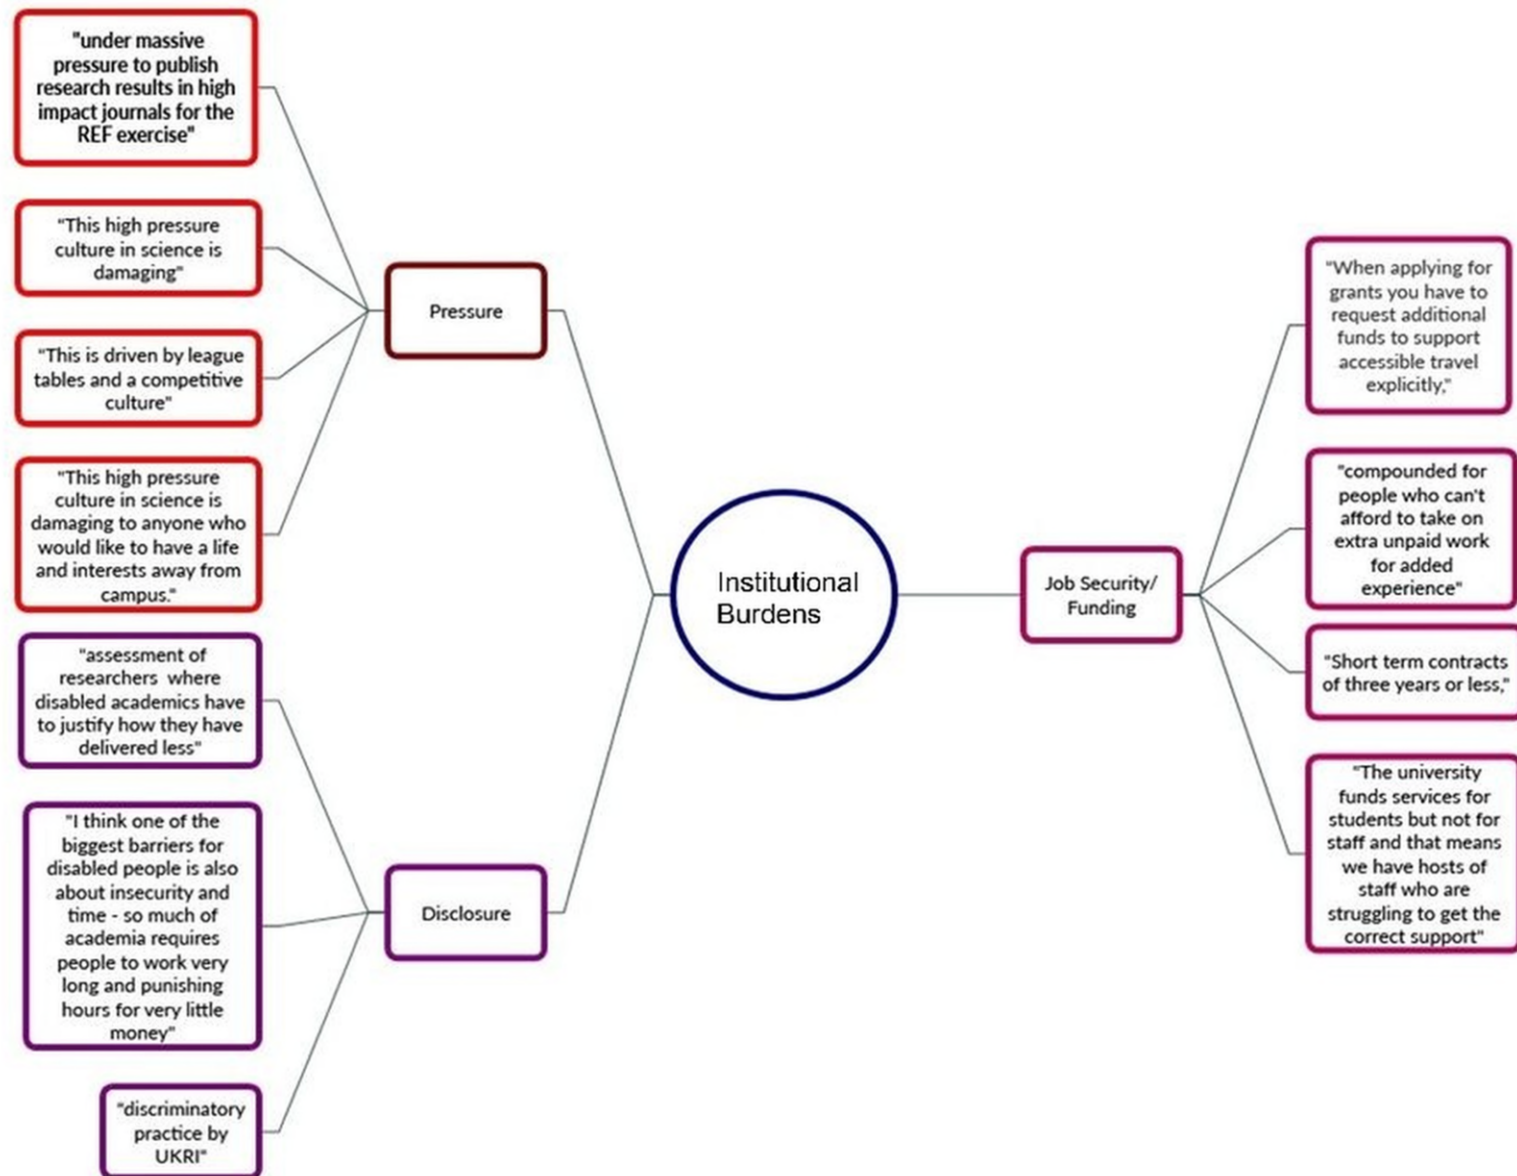 "under massive
pressure to publish
research results in high
impact journals for the
REF exercise"
"This high pressure
culture in science is
damaging"
"This is driven by league
tables and a competitive
culture"
"This high pressure
culture in science is
damaging to anyone who
would like to have a life
and interests away from
campus."
Pressure
"assessment of
researchers  where
disabled academics have
to justify how they have
delivered less"
"I think one of the
biggest barriers for
disabled people is also
about insecurity and
time - so much of
academia requires
people to work very
long and punishing
hours for very little
money"
"discriminatory
practice by
UKRI"
Disclosure
Institutional
Burdens
Job Security/
Funding
"When applying for
grants you have to
request additional
funds to support
accessible travel
explicitly,"
"compounded for
people who can't
afford to take on
extra unpaid work
for added
experience"
"Short term contracts
of three years or less,"
"The university
funds services for
students but not for
staff and that means
we have hosts of
staff who are
struggling to get the
correct support"